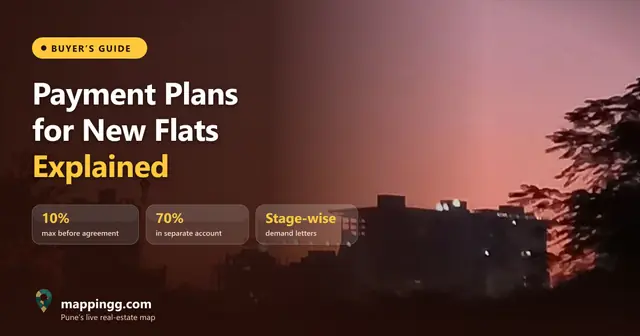 BUYER'S GUIDE
Payment Plans
for New Flats
Explained
10%
max before agreement
70%
in separate account
Stage-wise
demand letters
mappingg.com
Pune's live real-estate map